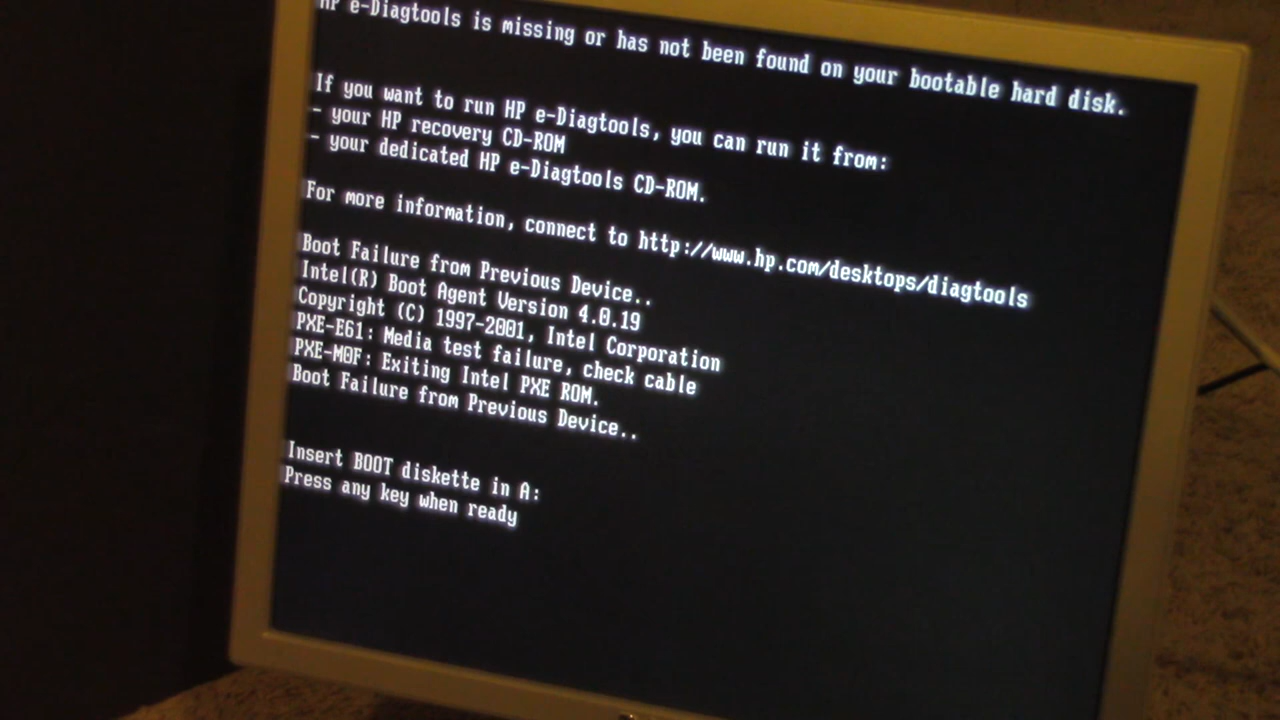 HP e-Diagtools is missing or has not been found on your bootable hard disk.
If you want to run HP e-Diagtools, you can run it from:
- your HP recovery CD-ROM
- your dedicated HP e-Diagtools CD-ROM.
For more information, connect to http://www.hp.com/desktops/diagtools
Boot Failure from Previous Device..
Intel(R) Boot Agent Version 4.0.19
Copyright (C) 1997-2001, Intel Corporation
PXE-E61: Media test failure, check cable
PXE-M0F: Exiting Intel PXE ROM.
Boot Failure from Previous Device..
Insert BOOT diskette in A:
Press any key when ready